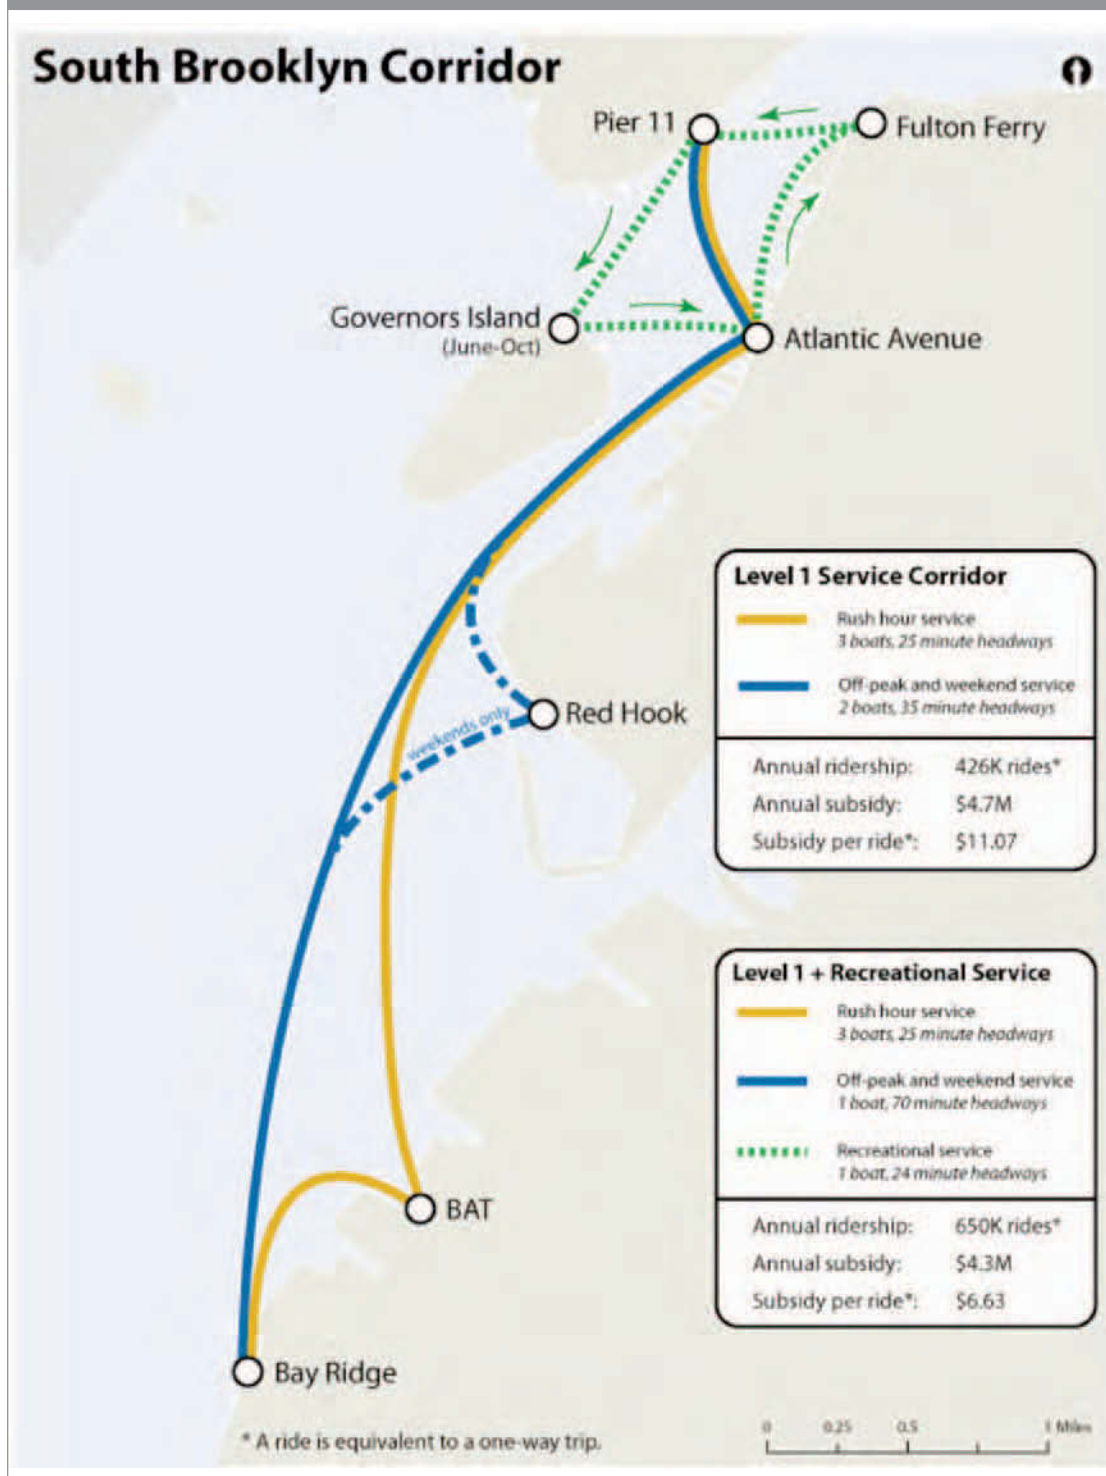 South Brooklyn Corridor
Pier 11
Fulton Ferry
Governors Island
(June-Oct)
Atlantic Avenue
Level 1 Service Corridor
Rush hour service
3 boats, 25 minute headways
Off-peak and weekend service
2 boats, 35 minute headways
weekends only
Red Hook
Annual ridership: 426K rides*
Annual subsidy: $4.7M
Subsidy per ride*: $11.07
Level 1 + Recreational Service
Rush hour service
3 boats, 25 minute headways
Off-peak and weekend service
1 boat, 70 minute headways
Recreational service
1 boat, 24 minute headways
BAT
Annual ridership: 650K rides*
Annual subsidy: $4.3M
Subsidy per ride*: $6.63
Bay Ridge
* A ride is equivalent to a one-way trip.
0 0.25 0.5 1 Miles